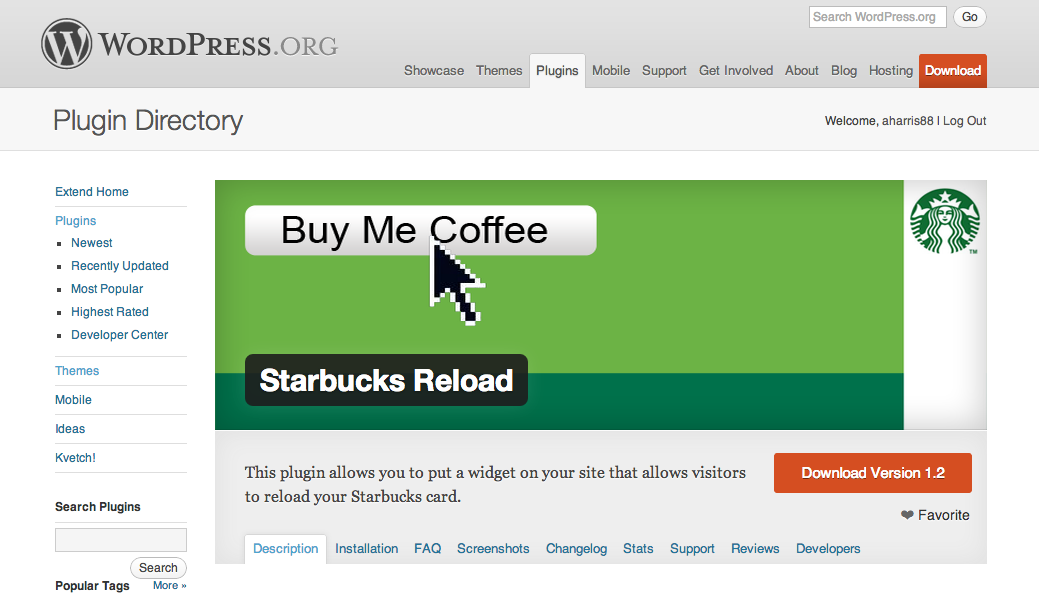 WORDPRESS.ORG
Search WordPress.org Go
Showcase Themes Plugins Mobile Support Get Involved About Blog Hosting Download
Plugin Directory
Welcome, aharris88 | Log Out
Extend Home
Plugins
Newest
Recently Updated
Most Popular
Highest Rated
Developer Center
Themes
Mobile
Ideas
Kvetch!
Search Plugins
Search
Popular Tags More »
Buy Me Coffee
TM
Starbucks Reload
This plugin allows you to put a widget on your site that allows visitors
to reload your Starbucks card.
Download Version 1.2
Favorite
Description Installation FAQ Screenshots Changelog Stats Support Reviews Developers